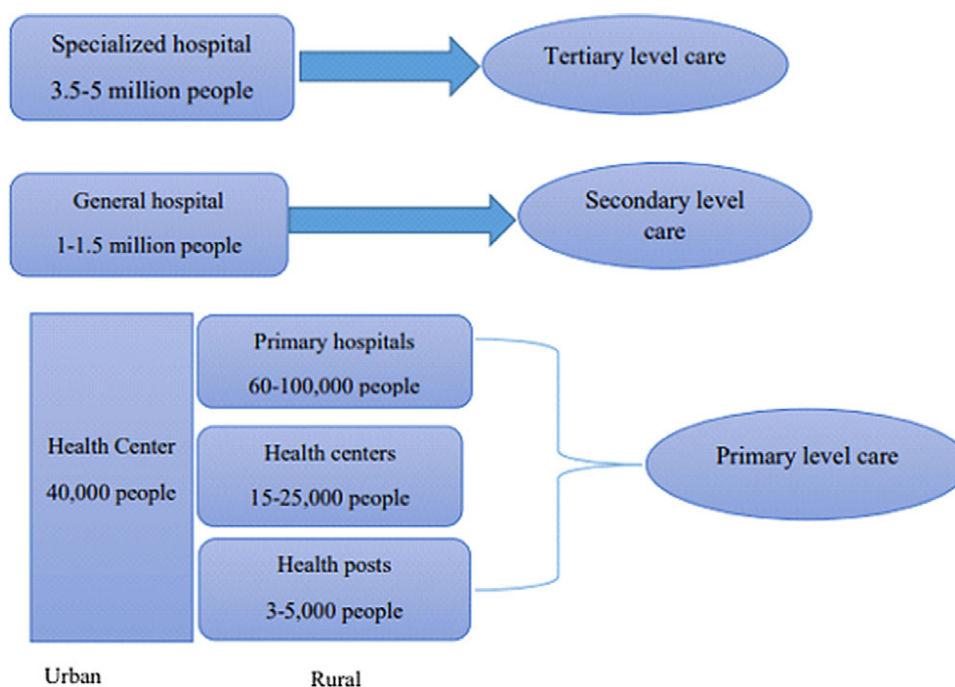 Specialized hospital
3.5-5 million people
Tertiary level care
General hospital
1-1.5 million people
Secondary level
care
Health Center
40,000 people
Primary hospitals
60-100,000 people
Health centers
15-25,000 people
Health posts
3-5,000 people
Primary level care
Urban
Rural